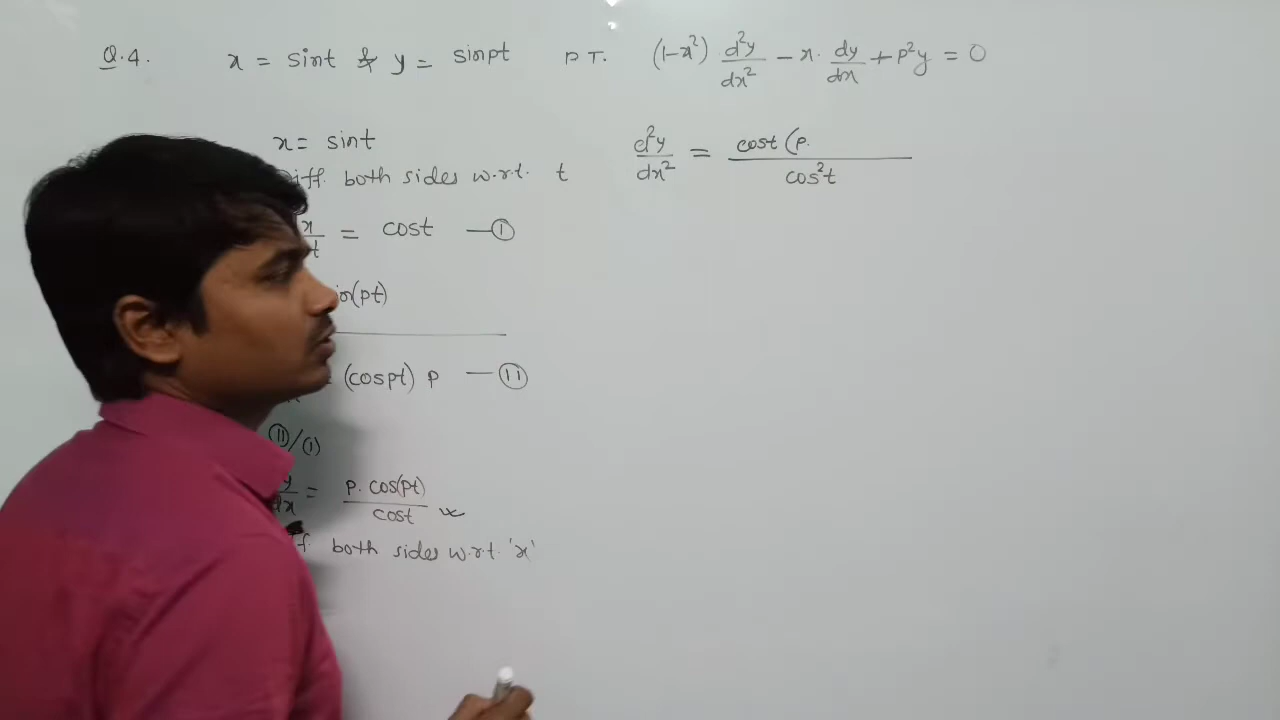 Q.4. x = sint & y = sinpt P.T. (1-x²) · d²y/dx² - x · dy/dx + p²y = 0
x = sint
Diff. both sides w.r.t. t
x/t = cost —①
in(pt)
= (cospt) p —⑪
⑪/①
y/dx = p. cos(pt)/cost
f. both sides w.r.t. 'x'
d²y/dx² = cost (p. / cos²t